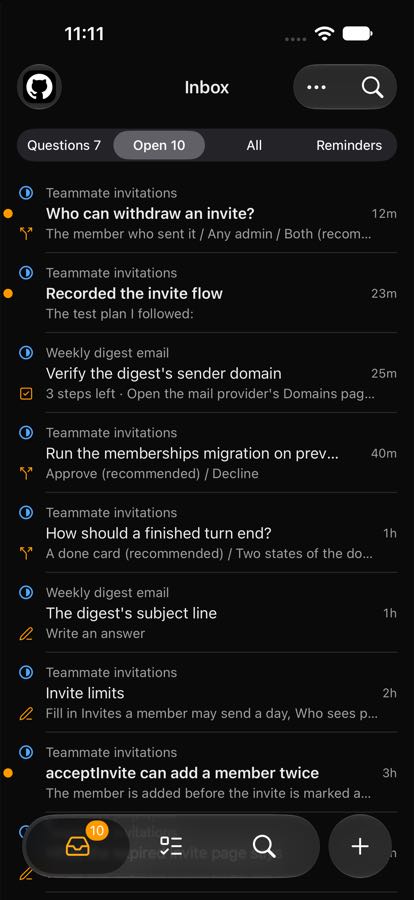 11:11
Inbox
Questions 7
Open 10
All
Reminders
Teammate invitations
Who can withdraw an invite?
12m
The member who sent it / Any admin / Both (recom…
Teammate invitations
Recorded the invite flow
23m
The test plan I followed:
Weekly digest email
Verify the digest's sender domain
25m
3 steps left · Open the mail provider's Domains pag…
Teammate invitations
Run the memberships migration on prev…
40m
Approve (recommended) / Decline
Teammate invitations
How should a finished turn end?
1h
A done card (recommended) / Two states of the do…
Weekly digest email
The digest's subject line
1h
Write an answer
Teammate invitations
Invite limits
2h
Fill in Invites a member may send a day, Who sees p…
Teammate invitations
acceptInvite can add a member twice
3h
The member is added before the invite is marked a…
10